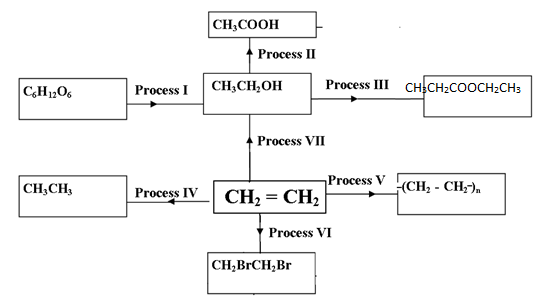 CH₃COOH
Process II
C₆H₁₂O₆
Process I
CH₃CH₂OH
Process III
CH₃CH₂COOCH₂CH₃
Process VII
CH₃CH₃
Process IV
CH₂ = CH₂
Process V
-(CH₂ - CH₂-)ₙ
Process VI
CH₂BrCH₂Br